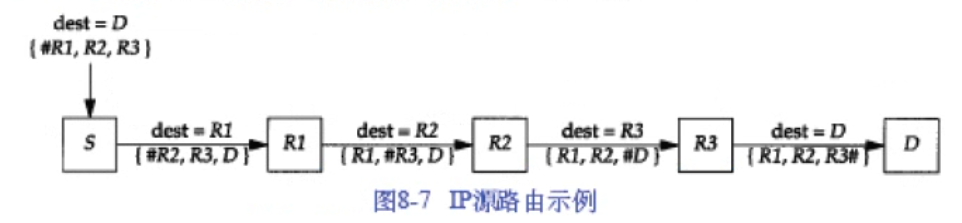 dest = D
{ #R1, R2, R3 }
S
dest = R1
{ #R2, R3, D }
R1
dest = R2
{ R1, #R3, D }
R2
dest = R3
{ R1, R2, #D }
R3
dest = D
{ R1, R2, R3# }
D
图8-7 IP源路由示例